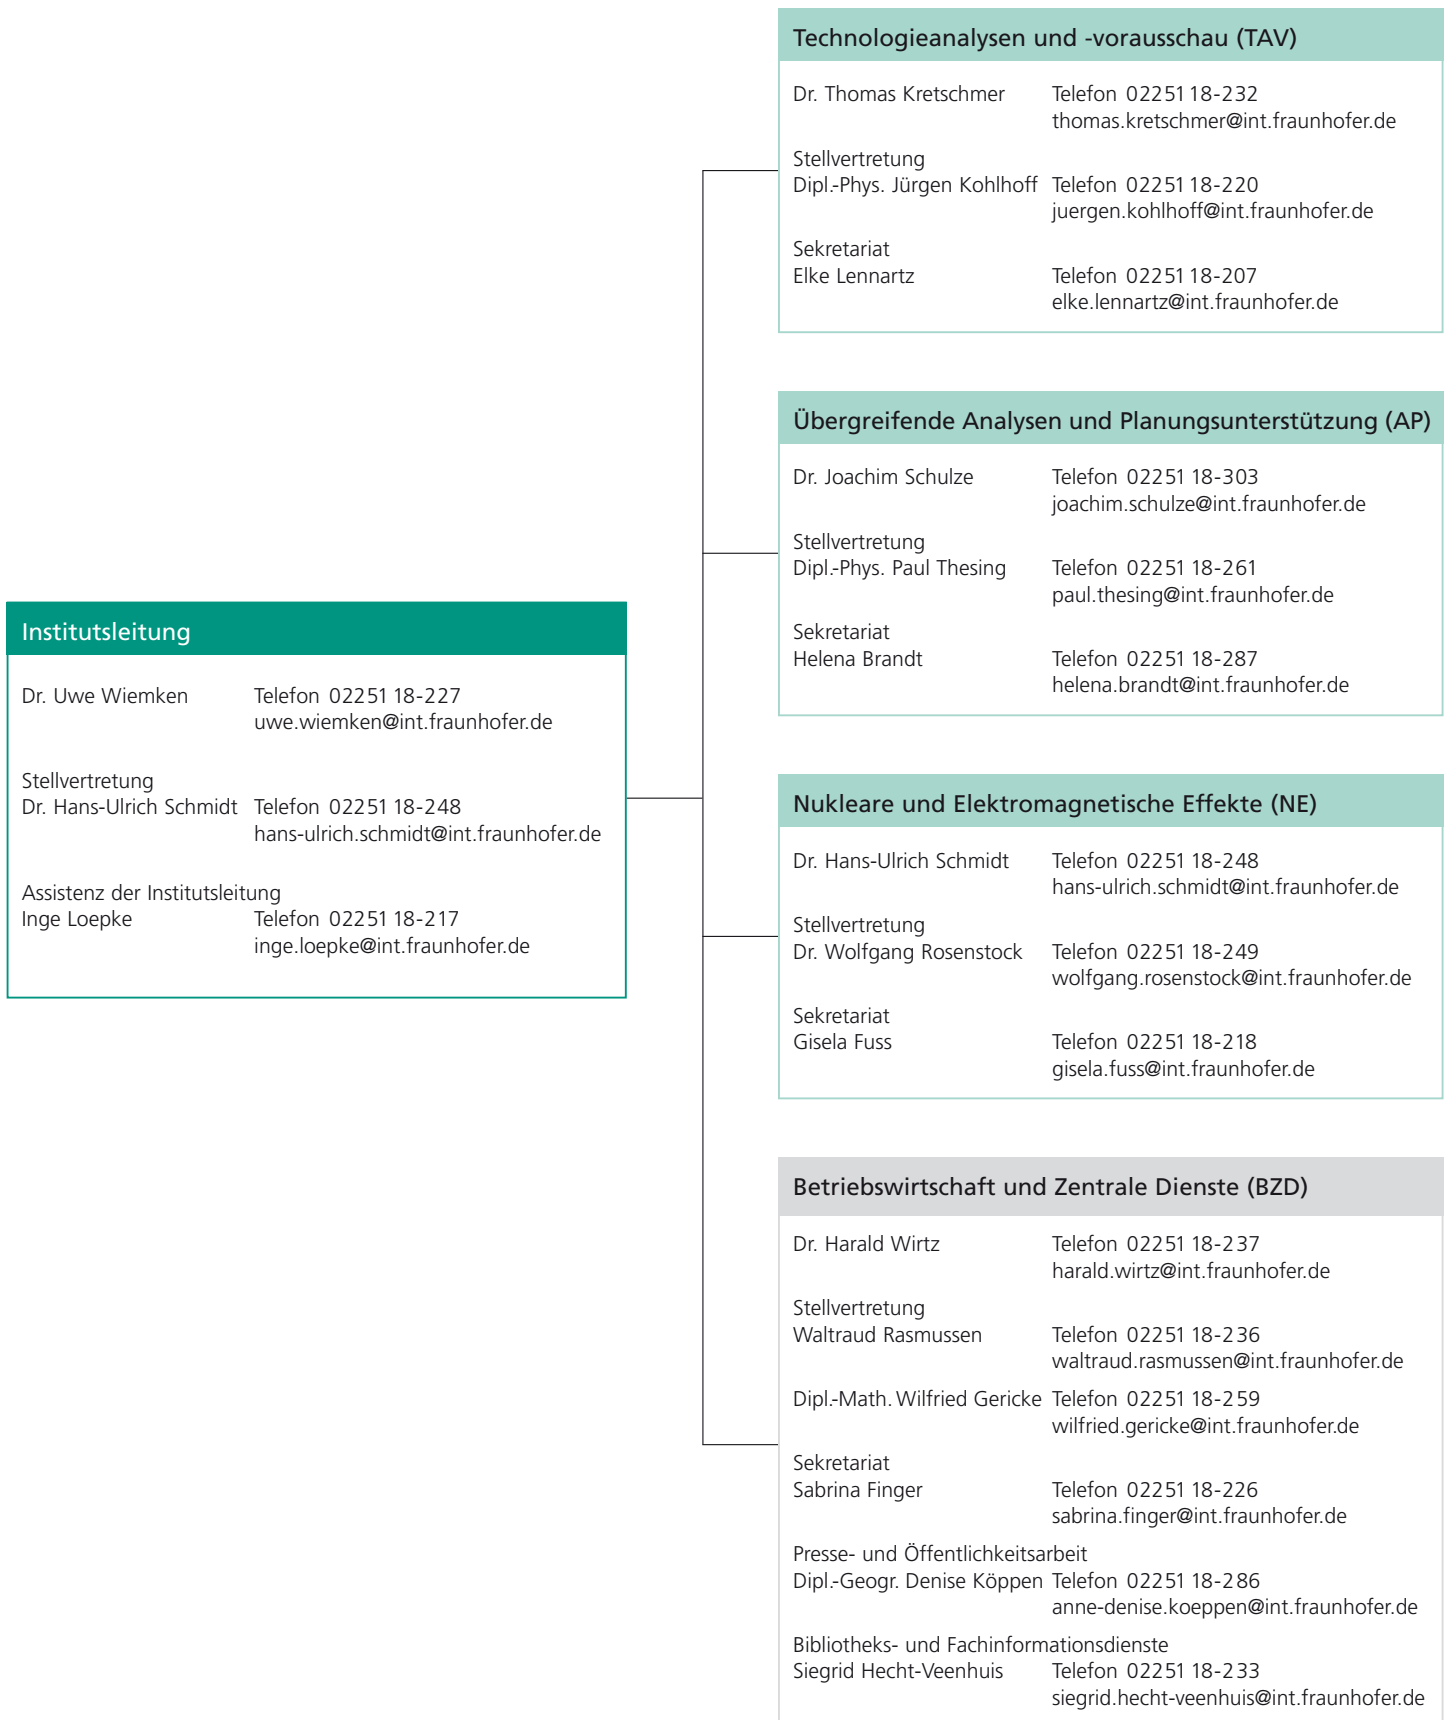 Technologieanalysen und -vorausschau (TAV)
Dr. Thomas Kretschmer Telefon 02251 18-232
thomas.kretschmer@int.fraunhofer.de
Stellvertretung
Dipl.-Phys. Jürgen Kohlhoff Telefon 02251 18-220
juergen.kohlhoff@int.fraunhofer.de
Sekretariat
Elke Lennartz Telefon 02251 18-207
elke.lennartz@int.fraunhofer.de
Übergreifende Analysen und Planungsunterstützung (AP)
Dr. Joachim Schulze Telefon 02251 18-303
joachim.schulze@int.fraunhofer.de
Stellvertretung
Dipl.-Phys. Paul Thesing Telefon 02251 18-261
paul.thesing@int.fraunhofer.de
Sekretariat
Helena Brandt Telefon 02251 18-287
helena.brandt@int.fraunhofer.de
Institutsleitung
Dr. Uwe Wiemken Telefon 02251 18-227
uwe.wiemken@int.fraunhofer.de
Stellvertretung
Dr. Hans-Ulrich Schmidt Telefon 02251 18-248
hans-ulrich.schmidt@int.fraunhofer.de
Assistenz der Institutsleitung
Inge Loepke Telefon 02251 18-217
inge.loepke@int.fraunhofer.de
Nukleare und Elektromagnetische Effekte (NE)
Dr. Hans-Ulrich Schmidt Telefon 02251 18-248
hans-ulrich.schmidt@int.fraunhofer.de
Stellvertretung
Dr. Wolfgang Rosenstock Telefon 02251 18-249
wolfgang.rosenstock@int.fraunhofer.de
Sekretariat
Gisela Fuss Telefon 02251 18-218
gisela.fuss@int.fraunhofer.de
Betriebswirtschaft und Zentrale Dienste (BZD)
Dr. Harald Wirtz Telefon 02251 18-237
harald.wirtz@int.fraunhofer.de
Stellvertretung
Waltraud Rasmussen Telefon 02251 18-236
waltraud.rasmussen@int.fraunhofer.de
Dipl.-Math. Wilfried Gericke Telefon 02251 18-259
wilfried.gericke@int.fraunhofer.de
Sekretariat
Sabrina Finger Telefon 02251 18-226
sabrina.finger@int.fraunhofer.de
Presse- und Öffentlichkeitsarbeit
Dipl.-Geogr. Denise Köppen Telefon 02251 18-286
anne-denise.koeppen@int.fraunhofer.de
Bibliotheks- und Fachinformationsdienste
Siegrid Hecht-Veenhuis Telefon 02251 18-233
siegrid.hecht-veenhuis@int.fraunhofer.de